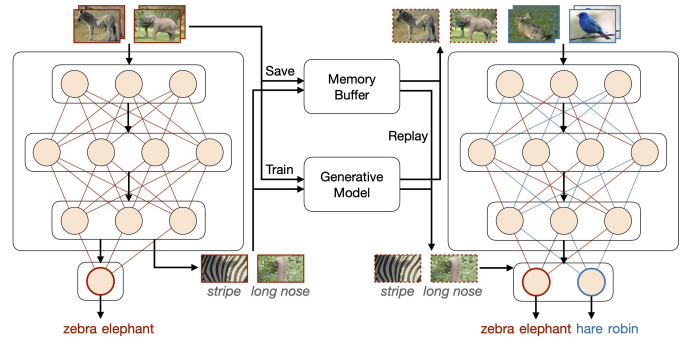 Save
Memory
Buffer
Replay
Train
Generative
Model
stripe long nose
stripe long nose
zebra elephant
zebra elephant hare robin